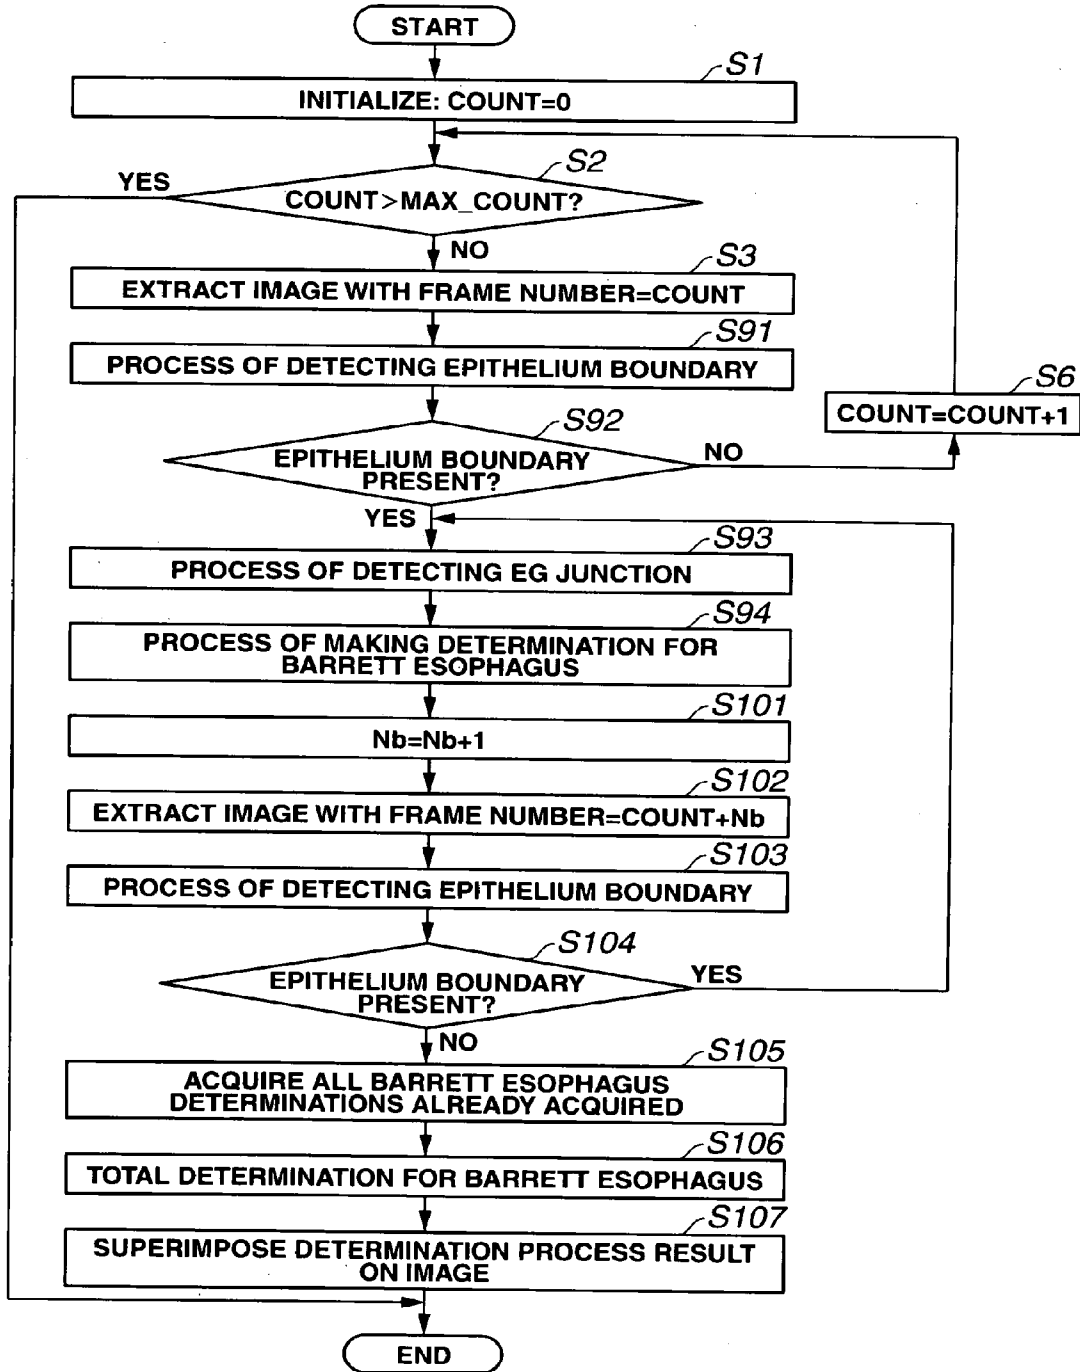 START
S1
INITIALIZE: COUNT=0
S2
YES
COUNT>MAX_COUNT?
NO
S3
EXTRACT IMAGE WITH FRAME NUMBER=COUNT
S91
PROCESS OF DETECTING EPITHELIUM BOUNDARY
S6
COUNT=COUNT+1
S92
EPITHELIUM BOUNDARY
PRESENT?
NO
YES
S93
PROCESS OF DETECTING EG JUNCTION
S94
PROCESS OF MAKING DETERMINATION FOR
BARRETT ESOPHAGUS
S101
Nb=Nb+1
S102
EXTRACT IMAGE WITH FRAME NUMBER=COUNT+Nb
S103
PROCESS OF DETECTING EPITHELIUM BOUNDARY
S104
EPITHELIUM BOUNDARY
PRESENT?
YES
NO
S105
ACQUIRE ALL BARRETT ESOPHAGUS
DETERMINATIONS ALREADY ACQUIRED
S106
TOTAL DETERMINATION FOR BARRETT ESOPHAGUS
S107
SUPERIMPOSE DETERMINATION PROCESS RESULT
ON IMAGE
END